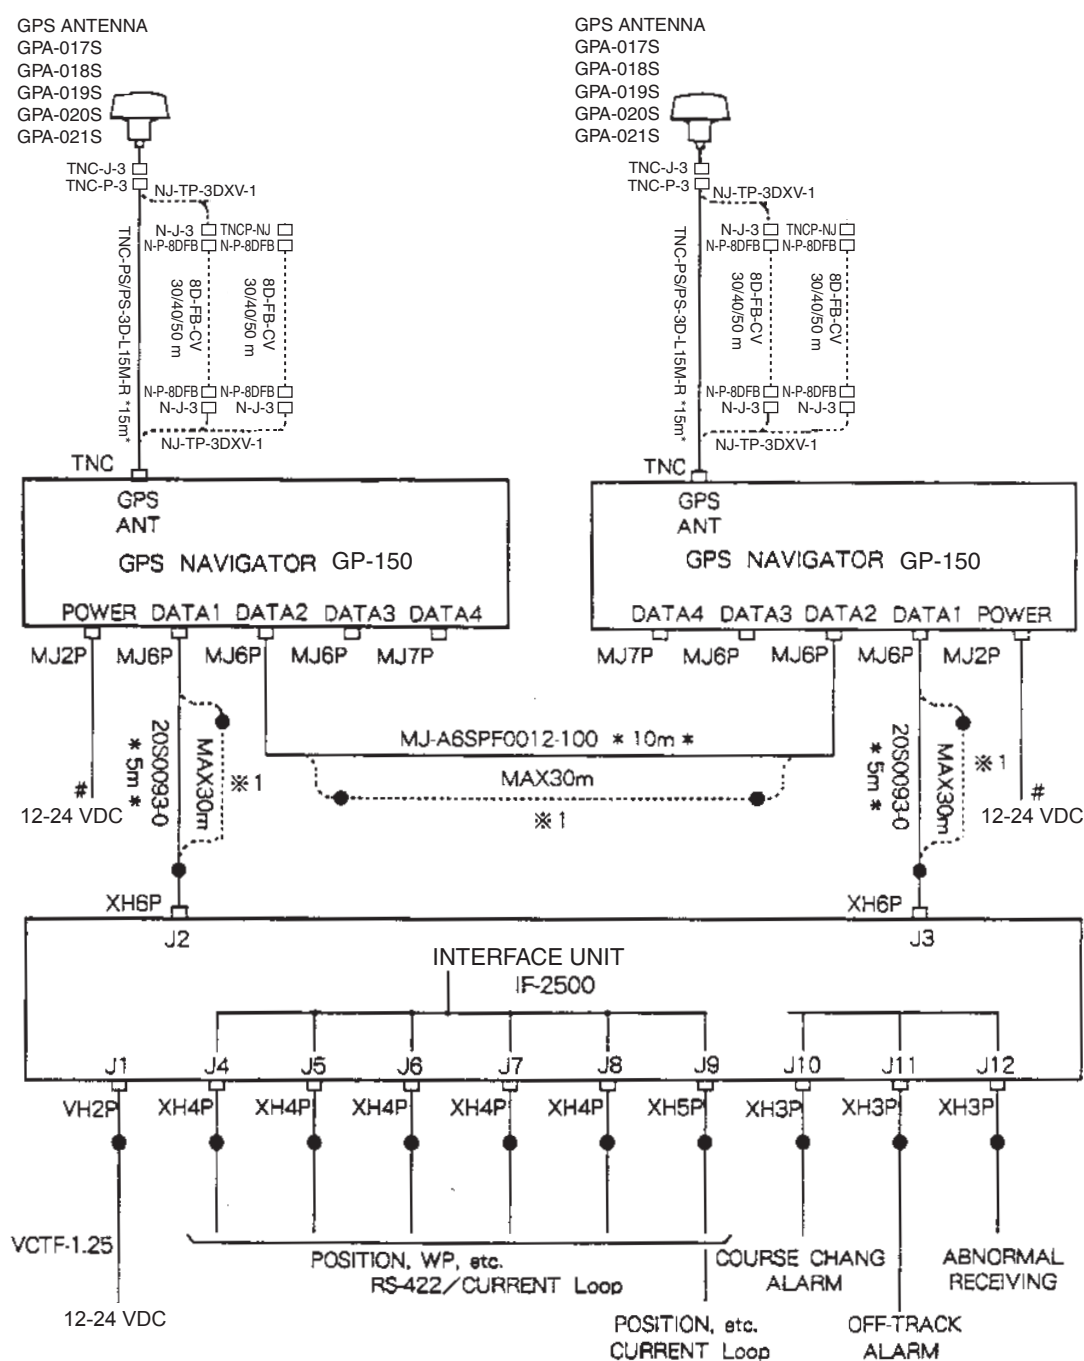 GPS ANTENNA
GPA-017S
GPA-018S
GPA-019S
GPA-020S
GPA-021S
TNC-J-3
TNC-P-3
NJ-TP-3DXV-1
N-J-3
TNCP-NJ
N-P-8DFB
N-P-8DFB
TNC-PS/PS-3D-L15M-R *15m*
8D-FB-CV
30/40/50 m
8D-FB-CV
30/40/50 m
N-P-8DFB
N-P-8DFB
N-J-3
N-J-3
NJ-TP-3DXV-1
TNC
GPS
ANT
GPS NAVIGATOR GP-150
POWER DATA1 DATA2 DATA3 DATA4
MJ2P MJ6P MJ6P MJ6P MJ7P
GPS ANTENNA
GPA-017S
GPA-018S
GPA-019S
GPA-020S
GPA-021S
TNC-J-3
TNC-P-3
NJ-TP-3DXV-1
N-J-3
TNCP-NJ
N-P-8DFB
N-P-8DFB
TNC-PS/PS-3D-L15M-R *15m*
8D-FB-CV
30/40/50 m
8D-FB-CV
30/40/50 m
N-P-8DFB
N-P-8DFB
N-J-3
N-J-3
NJ-TP-3DXV-1
TNC
GPS
ANT
GPS NAVIGATOR GP-150
DATA4 DATA3 DATA2 DATA1 POWER
MJ7P MJ6P MJ6P MJ6P MJ2P
#
12-24 VDC
20S0093-0
* 5m *
MAX30m
※1
MJ-A6SPF0012-100 * 10m *
MAX30m
※1
20S0093-0
* 5m *
MAX30m
※1
#
12-24 VDC
XH6P
XH6P
J2
J3
INTERFACE UNIT
IF-2500
J1 J4 J5 J6 J7 J8 J9 J10 J11 J12
VH2P XH4P XH4P XH4P XH4P XH4P XH5P XH3P XH3P XH3P
VCTF-1.25
12-24 VDC
POSITION, WP, etc.
RS-422/CURRENT Loop
POSITION, etc.
CURRENT Loop
COURSE CHANG
ALARM
OFF-TRACK
ALARM
ABNORMAL
RECEIVING